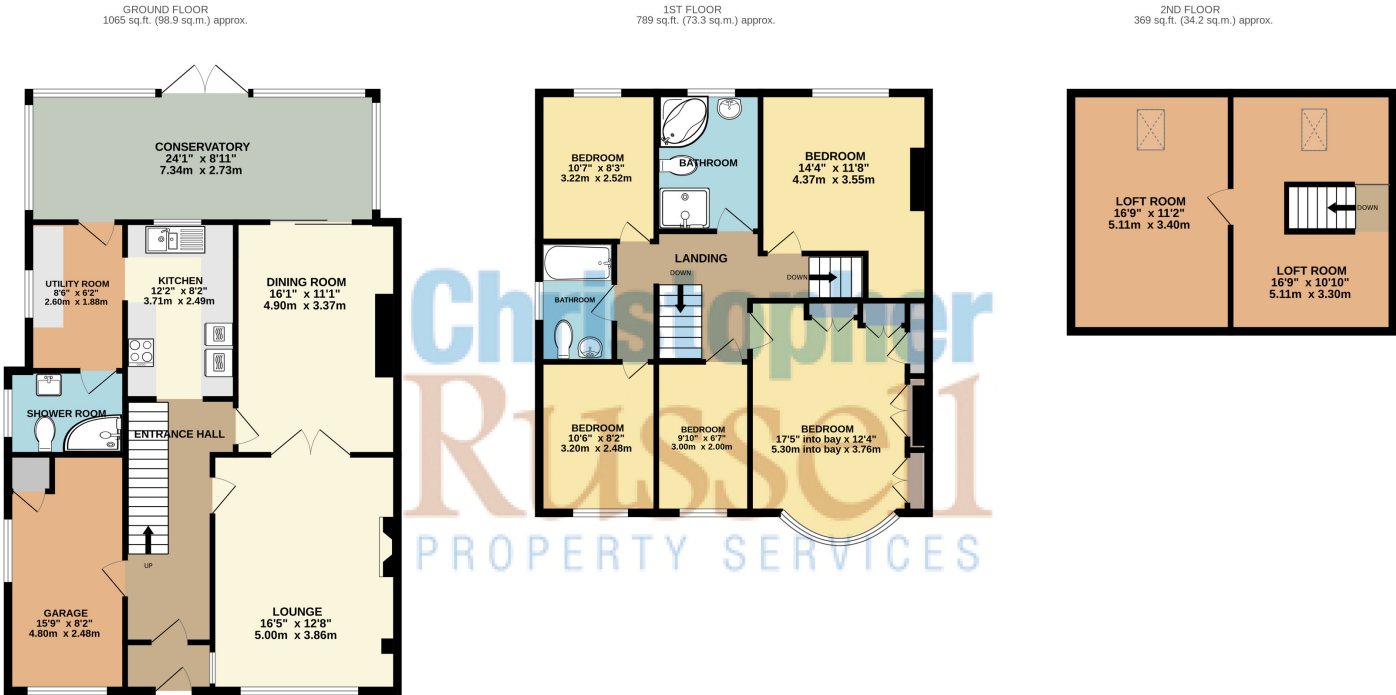 GROUND FLOOR
1065 sq.ft. (98.9 sq.m.) approx.
CONSERVATORY
24'1" x 8'11"
7.34m x 2.73m
UTILITY ROOM
8'6" x 6'2"
2.60m x 1.88m
KITCHEN
12'2" x 8'2"
3.71m x 2.49m
DINING ROOM
16'1" x 11'1"
4.90m x 3.37m
SHOWER ROOM
ENTRANCE HALL
UP
GARAGE
15'9" x 8'2"
4.80m x 2.48m
LOUNGE
16'5" x 12'8"
5.00m x 3.86m
1ST FLOOR
789 sq.ft. (73.3 sq.m.) approx.
BEDROOM
10'7" x 8'3"
3.22m x 2.52m
BATHROOM
BEDROOM
14'4" x 11'8"
4.37m x 3.55m
LANDING
DOWN
DOWN
BATHROOM
BEDROOM
10'6" x 8'2"
3.20m x 2.48m
BEDROOM
9'10" x 6'7"
3.00m x 2.00m
BEDROOM
17'5" into bay x 12'4"
5.30m into bay x 3.76m
2ND FLOOR
369 sq.ft. (34.2 sq.m.) approx.
LOFT ROOM
16'9" x 11'2"
5.11m x 3.40m
DOWN
LOFT ROOM
16'9" x 10'10"
5.11m x 3.30m
Christopher
Russell
PROPERTY SERVICES